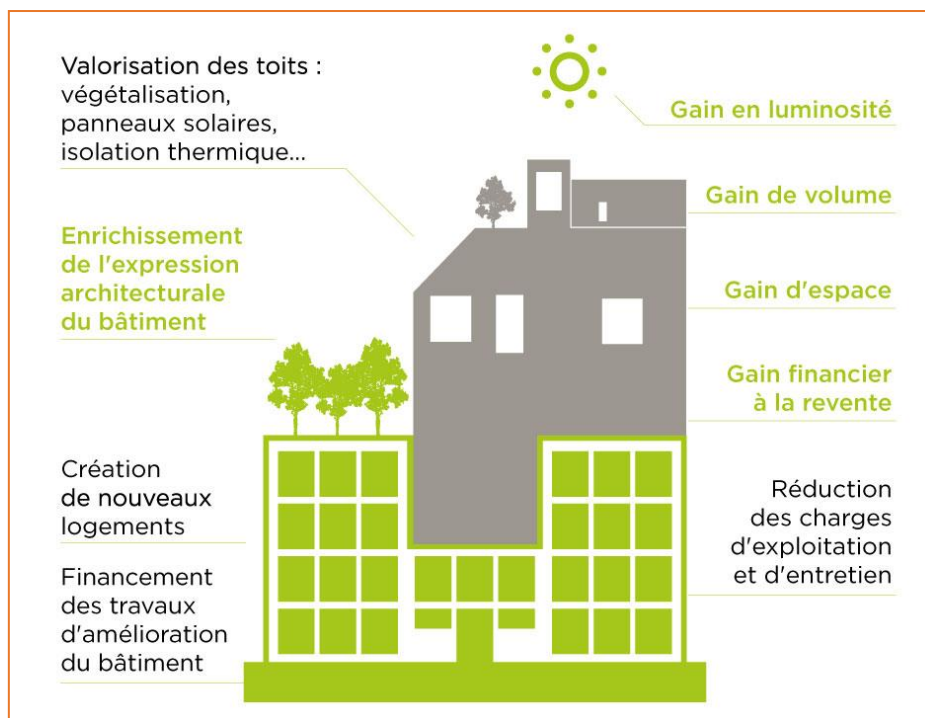 Valorisation des toits :
végétalisation,
panneaux solaires,
isolation thermique...
Enrichissement
de l'expression
architecturale
du bâtiment
Création
de nouveaux
logements
Financement
des travaux
d'amélioration
du bâtiment
Gain en luminosité
Gain de volume
Gain d'espace
Gain financier
à la revente
Réduction
des charges
d'exploitation
et d'entretien